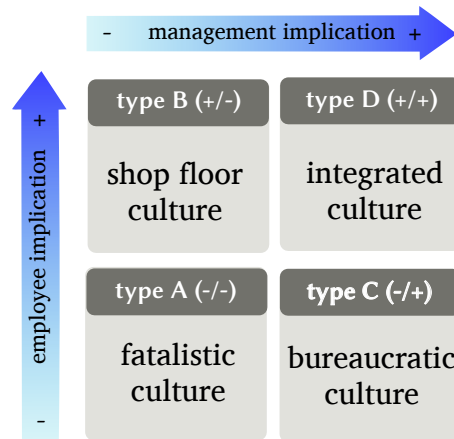 - management implication +
+
employee implication
-
type B (+/-)
shop floor
culture
type D (+/+)
integrated
culture
type A (-/-)
fatalistic
culture
type C (-/+)
bureaucratic
culture